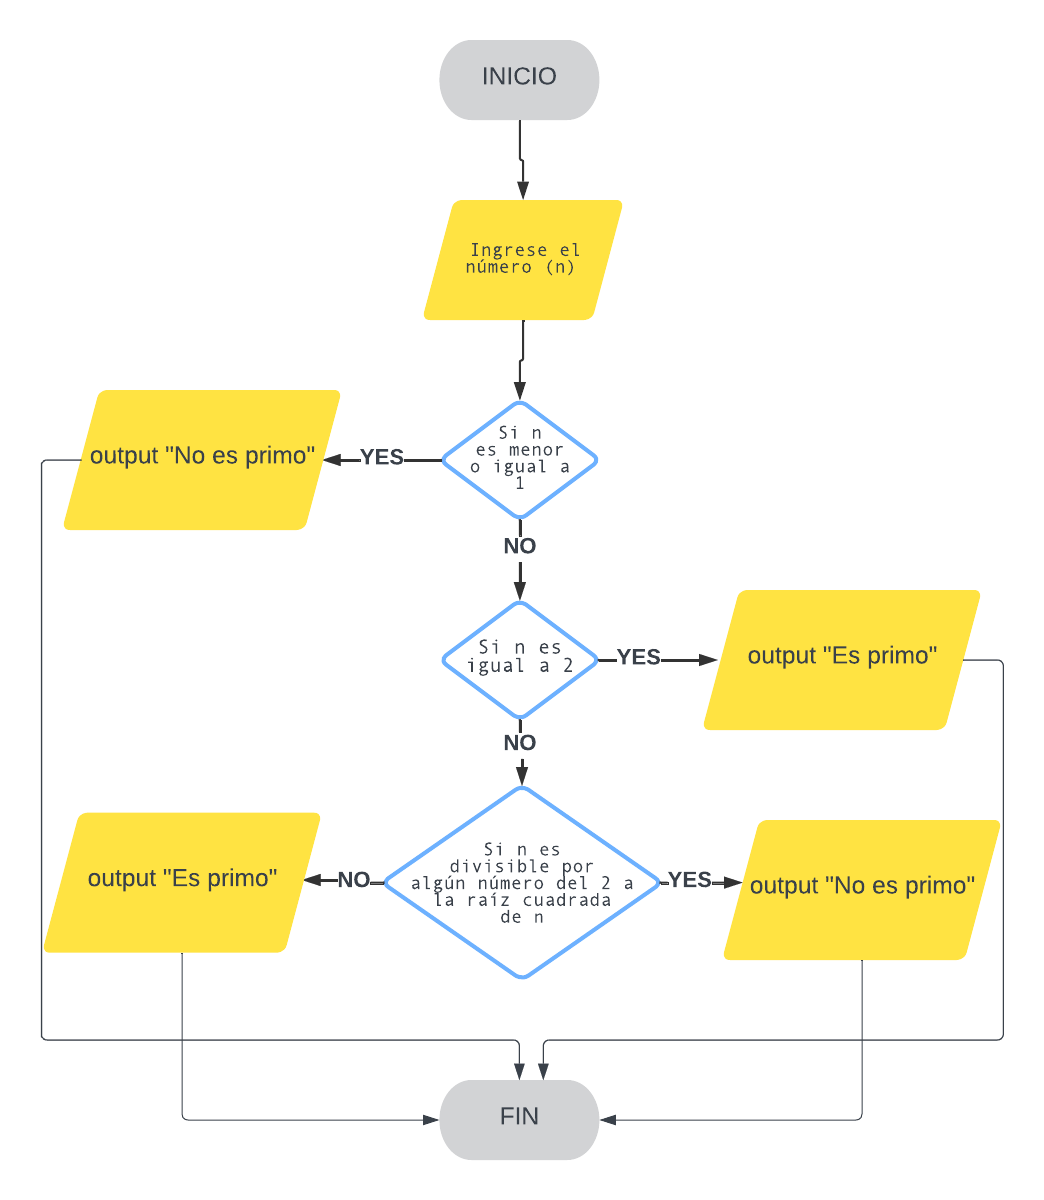 INICIO
Ingrese el
número (n)
Si n
es menor
o igual a
1
YES
output "No es primo"
NO
Si n es
igual a 2
YES
output "Es primo"
NO
Si n es
divisible por
algún número del 2 a
la raíz cuadrada
de n
NO
output "Es primo"
YES
output "No es primo"
FIN